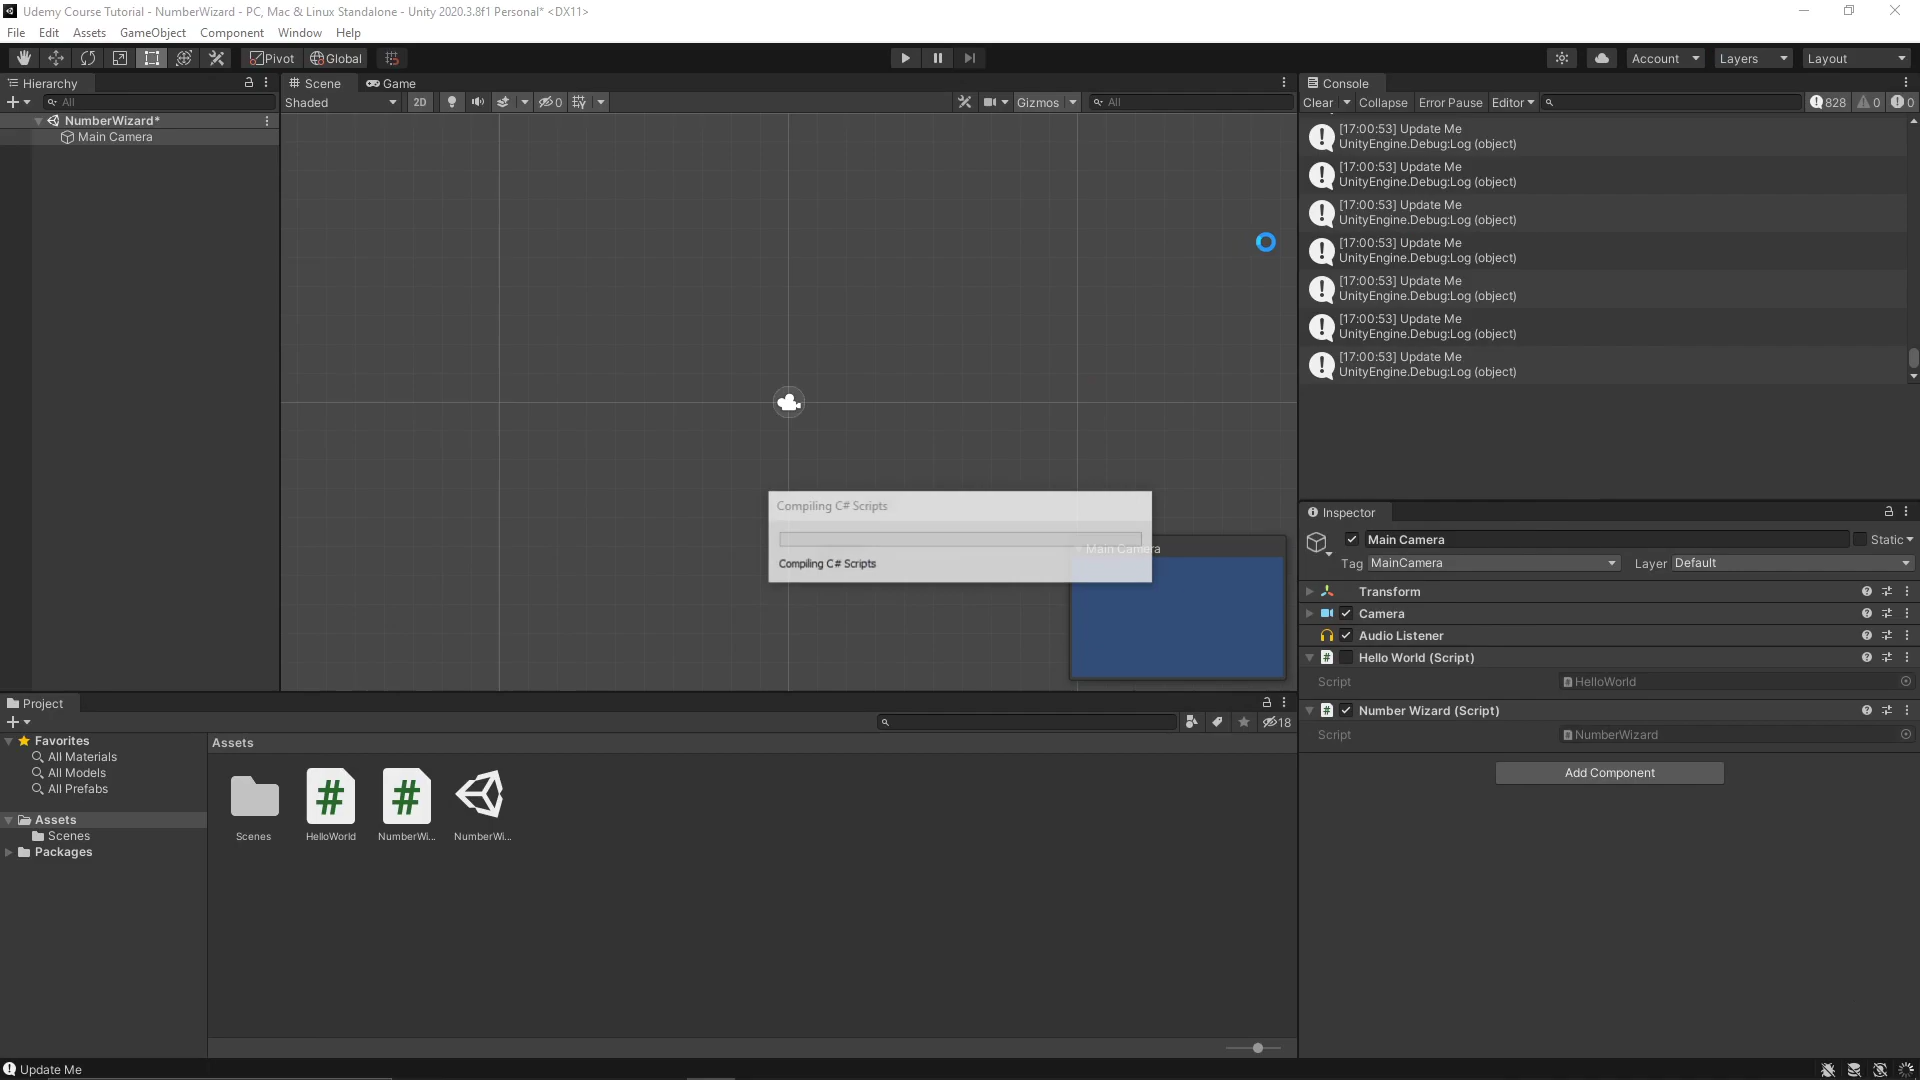 Udemy Course Tutorial - NumberWizard - PC, Mac & Linux Standalone - Unity 2020.3.8f1 Personal* <DX11>
File Edit Assets GameObject Component Window Help
Pivot Global Account Layers Layout
Hierarchy
All
NumberWizard*
Main Camera
Scene Game
Shaded 2D 0 Gizmos All
Main Camera
Compiling C# Scripts
Compiling C# Scripts
Console
Clear Collapse Error Pause Editor 828 0 0
[17:00:53] Update Me
UnityEngine.Debug:Log (object)
[17:00:53] Update Me
UnityEngine.Debug:Log (object)
[17:00:53] Update Me
UnityEngine.Debug:Log (object)
[17:00:53] Update Me
UnityEngine.Debug:Log (object)
[17:00:53] Update Me
UnityEngine.Debug:Log (object)
[17:00:53] Update Me
UnityEngine.Debug:Log (object)
[17:00:53] Update Me
UnityEngine.Debug:Log (object)
Inspector
Main Camera Static
Tag MainCamera Layer Default
Transform
Camera
Audio Listener
Hello World (Script)
Script HelloWorld
Number Wizard (Script)
Script NumberWizard
Add Component
Project
18
Favorites
All Materials
All Models
All Prefabs
Assets
Scenes
Packages
Assets
Scenes HelloWorld NumberWi... NumberWi...
Update Me